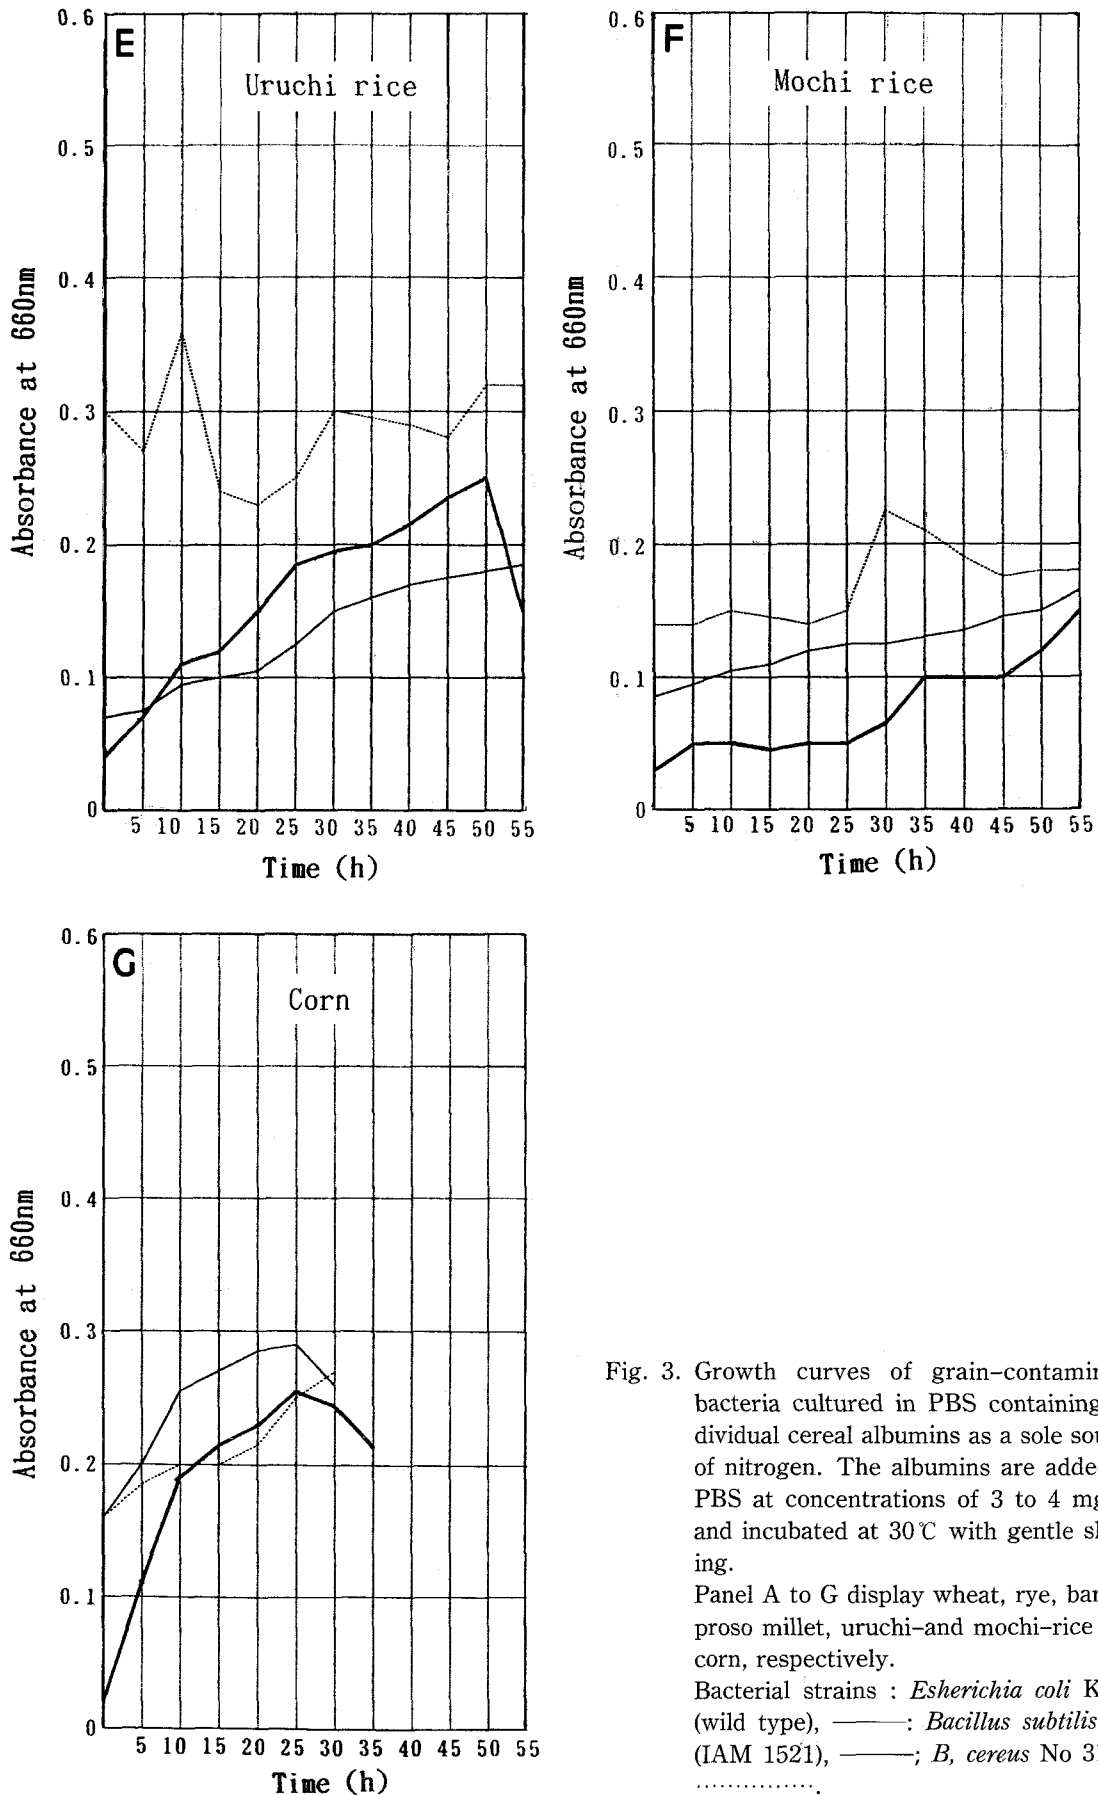 E
Uruchi rice
0.6
0.5
0.4
0.3
0.2
0.1
0
Absorbance at 660nm
5 10 15 20 25 30 35 40 45 50 55
Time (h)
F
Mochi rice
0.6
0.5
0.4
0.3
0.2
0.1
0
Absorbance at 660nm
5 10 15 20 25 30 35 40 45 50 55
Time (h)
G
Corn
0.6
0.5
0.4
0.3
0.2
0.1
0
Absorbance at 660nm
5 10 15 20 25 30 35 40 45 50 55
Time (h)
Fig. 3. Growth curves of grain-contamin
bacteria cultured in PBS containing
dividual cereal albumins as a sole sou
of nitrogen. The albumins are adde
PBS at concentrations of 3 to 4 mg
and incubated at 30℃ with gentle sl
ing.
Panel A to G display wheat, rye, bar
proso millet, uruchi-and mochi-rice
corn, respectively.
Bacterial strains : Esherichia coli K
(wild type), ———: Bacillus subtilis
(IAM 1521), ———; B, cereus No 3
···············.